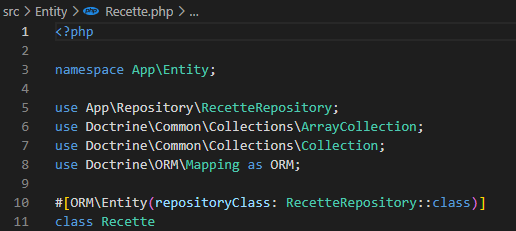 src > Entity > Recette.php > ...
1 <?php
2
3 namespace App\Entity;
4
5 use App\Repository\RecetteRepository;
6 use Doctrine\Common\Collections\ArrayCollection;
7 use Doctrine\Common\Collections\Collection;
8 use Doctrine\ORM\Mapping as ORM;
9
10 #[ORM\Entity(repositoryClass: RecetteRepository::class)]
11 class Recette